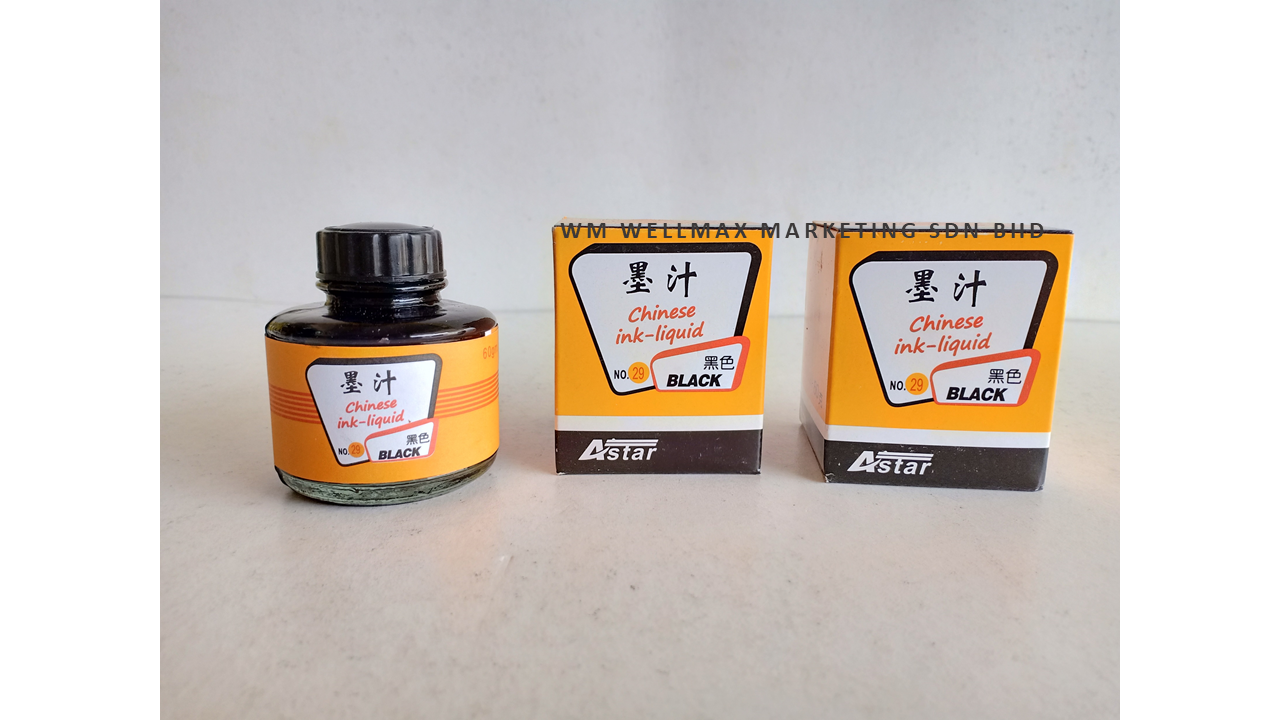 WM WELLMAX MARKETING SDN BHD
墨汁
Chinese
ink-liquid
NO. 29
黑色
BLACK
墨汁
Chinese
ink-liquid
NO. 29
黑色
BLACK
Astar
墨汁
Chinese
ink-liquid
NO. 29
黑色
BLACK
Astar